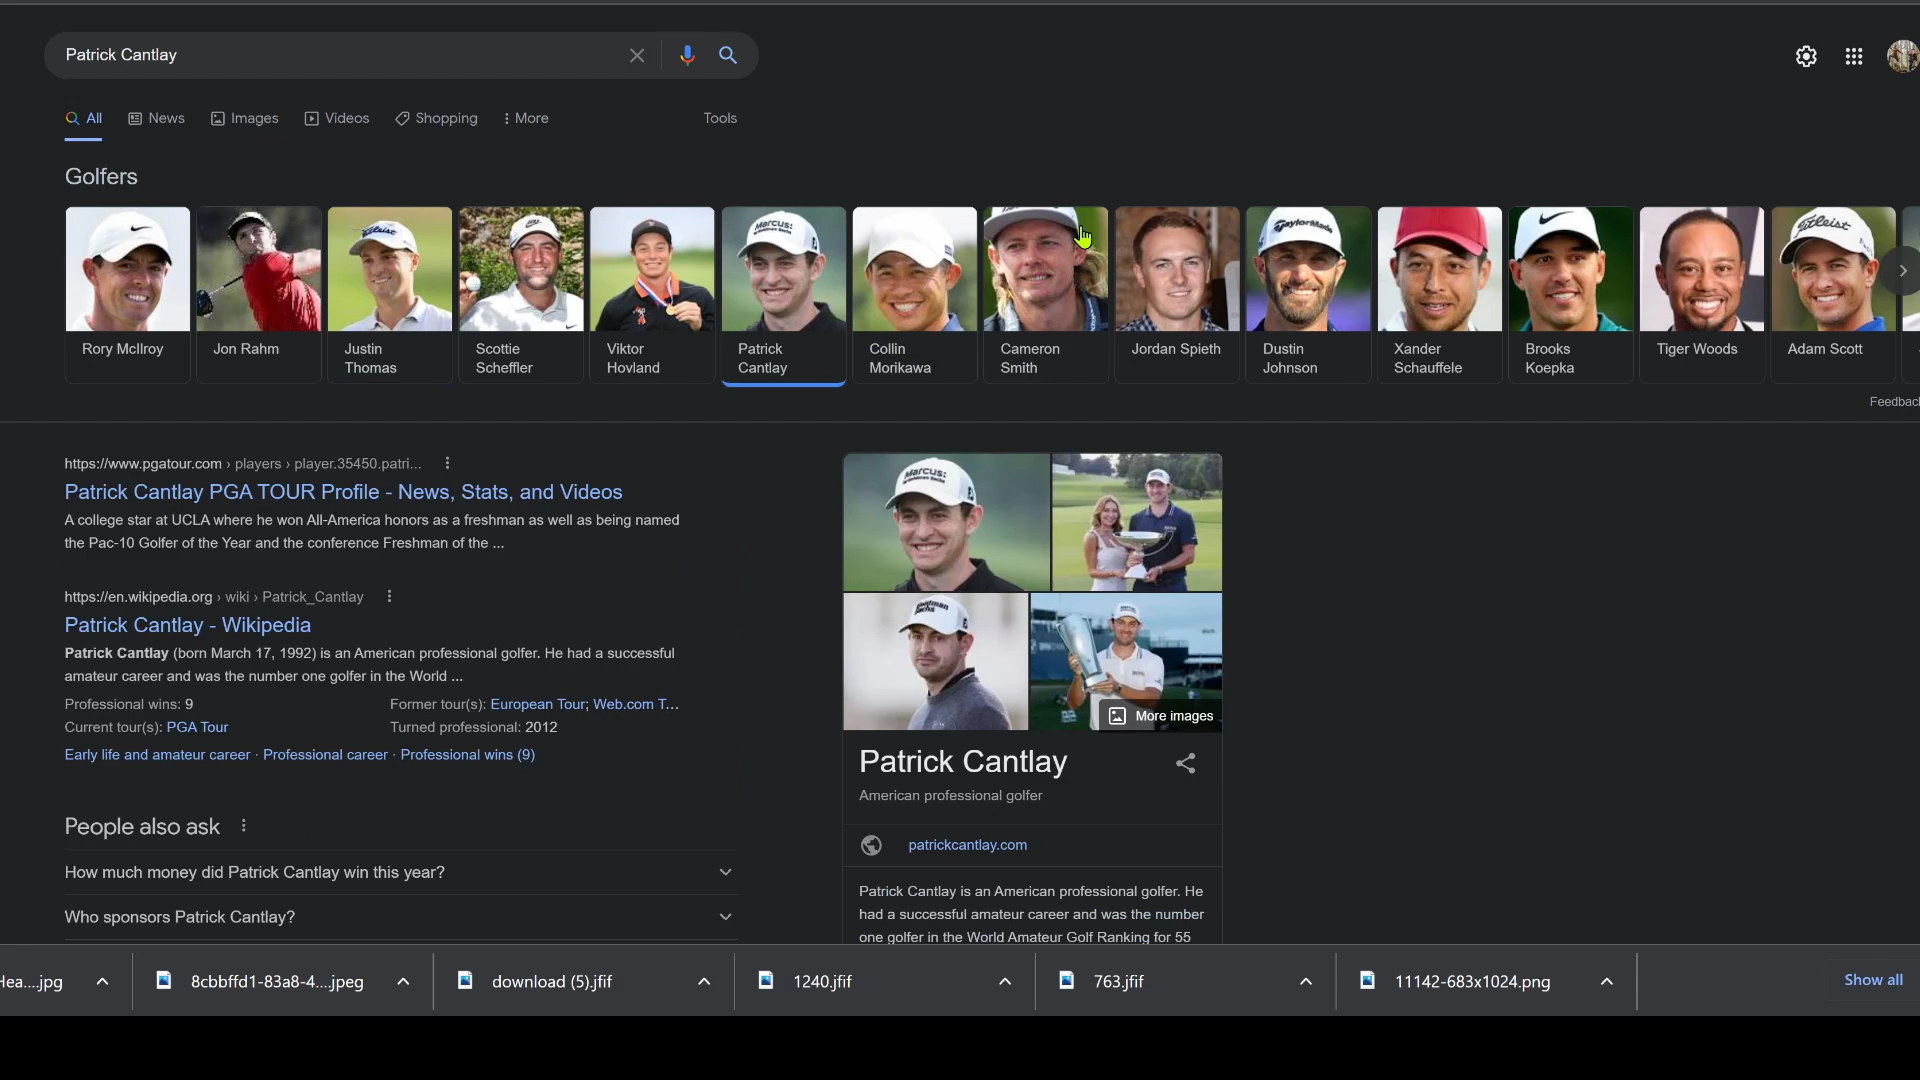 Patrick Cantlay
All News Images Videos Shopping More Tools
Golfers
Marcus:
Titleist
TaylorMade
Titleist
Rory McIlroy
Jon Rahm
Justin
Thomas
Scottie
Scheffler
Viktor
Hovland
Patrick
Cantlay
Collin
Morikawa
Cameron
Smith
Jordan Spieth
Dustin
Johnson
Xander
Schauffele
Brooks
Koepka
Tiger Woods
Adam Scott
Feedbac
https://www.pgatour.com › players › player.35450.patri...
Patrick Cantlay PGA TOUR Profile - News, Stats, and Videos
A college star at UCLA where he won All-America honors as a freshman as well as being named
the Pac-10 Golfer of the Year and the conference Freshman of the ...
https://en.wikipedia.org › wiki › Patrick_Cantlay
Patrick Cantlay - Wikipedia
Patrick Cantlay (born March 17, 1992) is an American professional golfer. He had a successful
amateur career and was the number one golfer in the World ...
Professional wins: 9 Former tour(s): European Tour; Web.com T...
Current tour(s): PGA Tour Turned professional: 2012
Early life and amateur career · Professional career · Professional wins (9)
People also ask
How much money did Patrick Cantlay win this year?
Who sponsors Patrick Cantlay?
Marcus:
More images
Patrick Cantlay
American professional golfer
patrickcantlay.com
Patrick Cantlay is an American professional golfer. He
had a successful amateur career and was the number
one golfer in the World Amateur Golf Ranking for 55
Hea....jpg 8cbbffd1-83a8-4....jpeg download (5).jfif 1240.jfif 763.jfif 11142-683x1024.png Show all